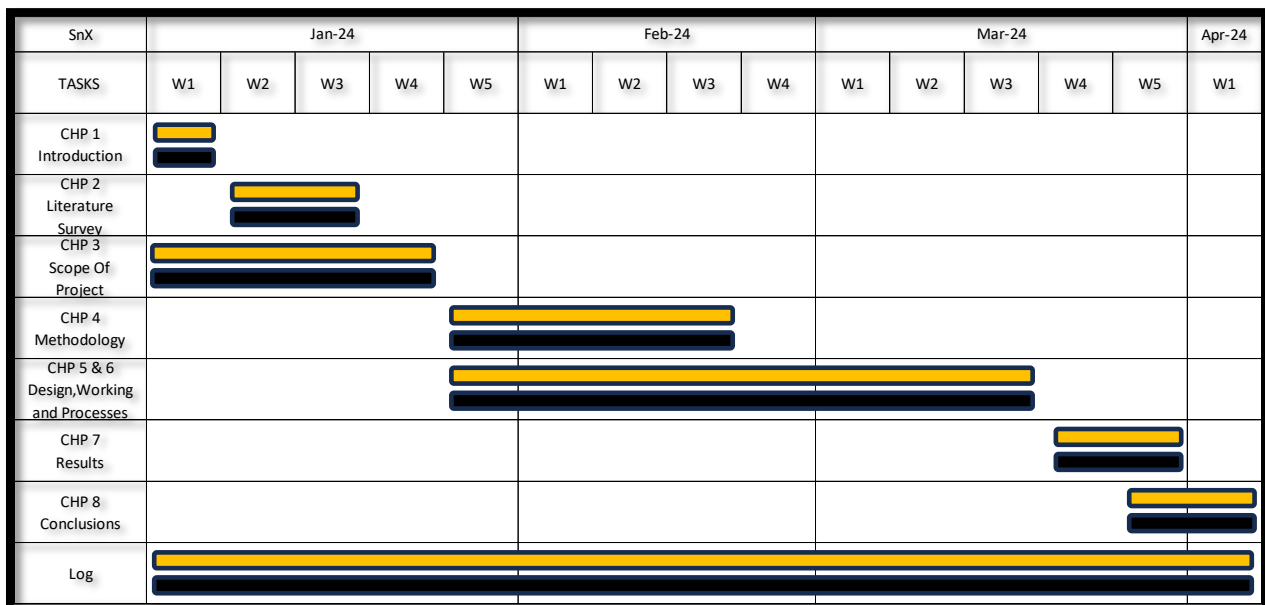 SnX Jan-24 Feb-24 Mar-24 Apr-24
TASKS W1 W2 W3 W4 W5 W1 W2 W3 W4 W1 W2 W3 W4 W5 W1
CHP 1
Introduction
CHP 2
Literature
Survey
CHP 3
Scope Of
Project
CHP 4
Methodology
CHP 5 & 6
Design,Working
and Processes
CHP 7
Results
CHP 8
Conclusions
Log